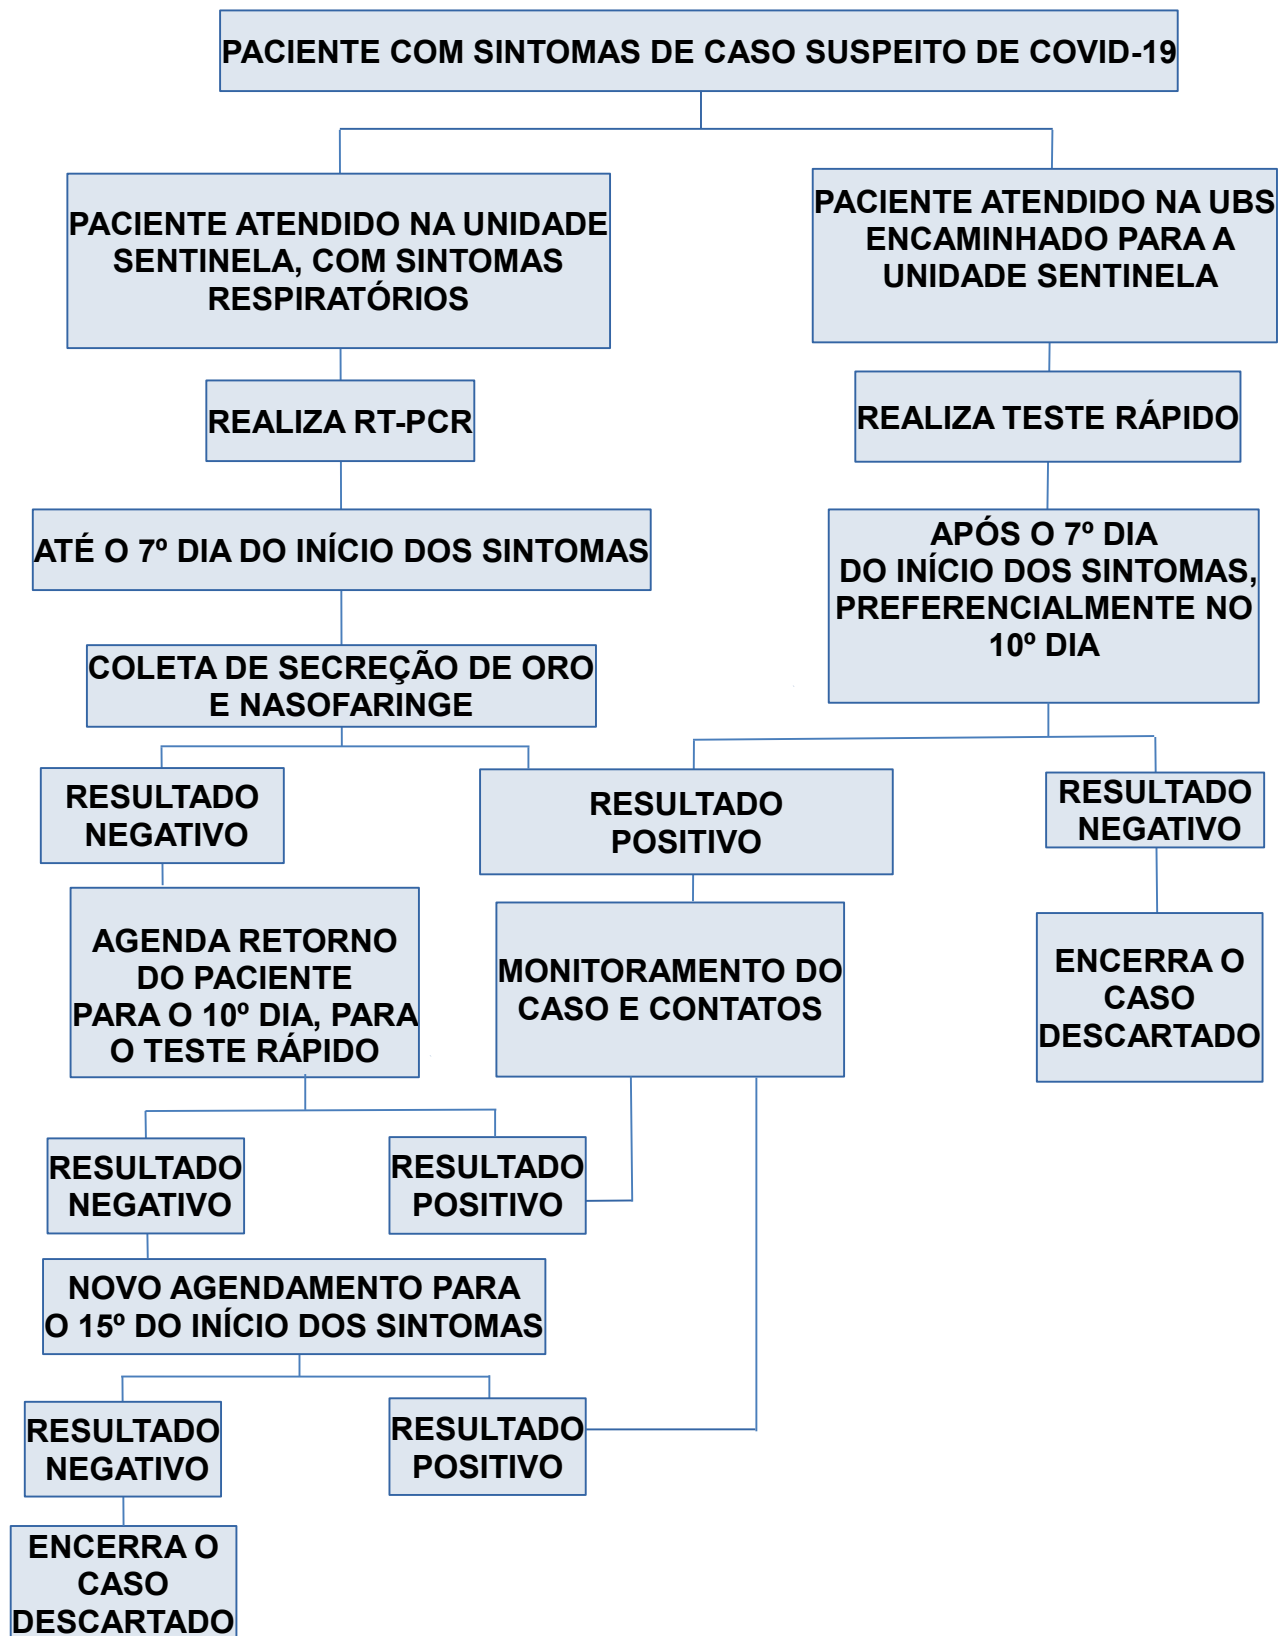 PACIENTE COM SINTOMAS DE CASO SUSPEITO DE COVID-19
PACIENTE ATENDIDO NA UNIDADE
SENTINELA, COM SINTOMAS
RESPIRATÓRIOS
PACIENTE ATENDIDO NA UBS
ENCAMINHADO PARA A
UNIDADE SENTINELA
REALIZA RT-PCR
REALIZA TESTE RÁPIDO
ATÉ O 7º DIA DO INÍCIO DOS SINTOMAS
APÓS O 7º DIA
DO INÍCIO DOS SINTOMAS,
PREFERENCIALMENTE NO
10º DIA
COLETA DE SECREÇÃO DE ORO
E NASOFARINGE
RESULTADO
NEGATIVO
RESULTADO
POSITIVO
RESULTADO
NEGATIVO
AGENDA RETORNO
DO PACIENTE
PARA O 10º DIA, PARA
O TESTE RÁPIDO
MONITORAMENTO DO
CASO E CONTATOS
ENCERRA O
CASO
DESCARTADO
RESULTADO
NEGATIVO
RESULTADO
POSITIVO
NOVO AGENDAMENTO PARA
O 15º DO INÍCIO DOS SINTOMAS
RESULTADO
NEGATIVO
RESULTADO
POSITIVO
ENCERRA O
CASO
DESCARTADO